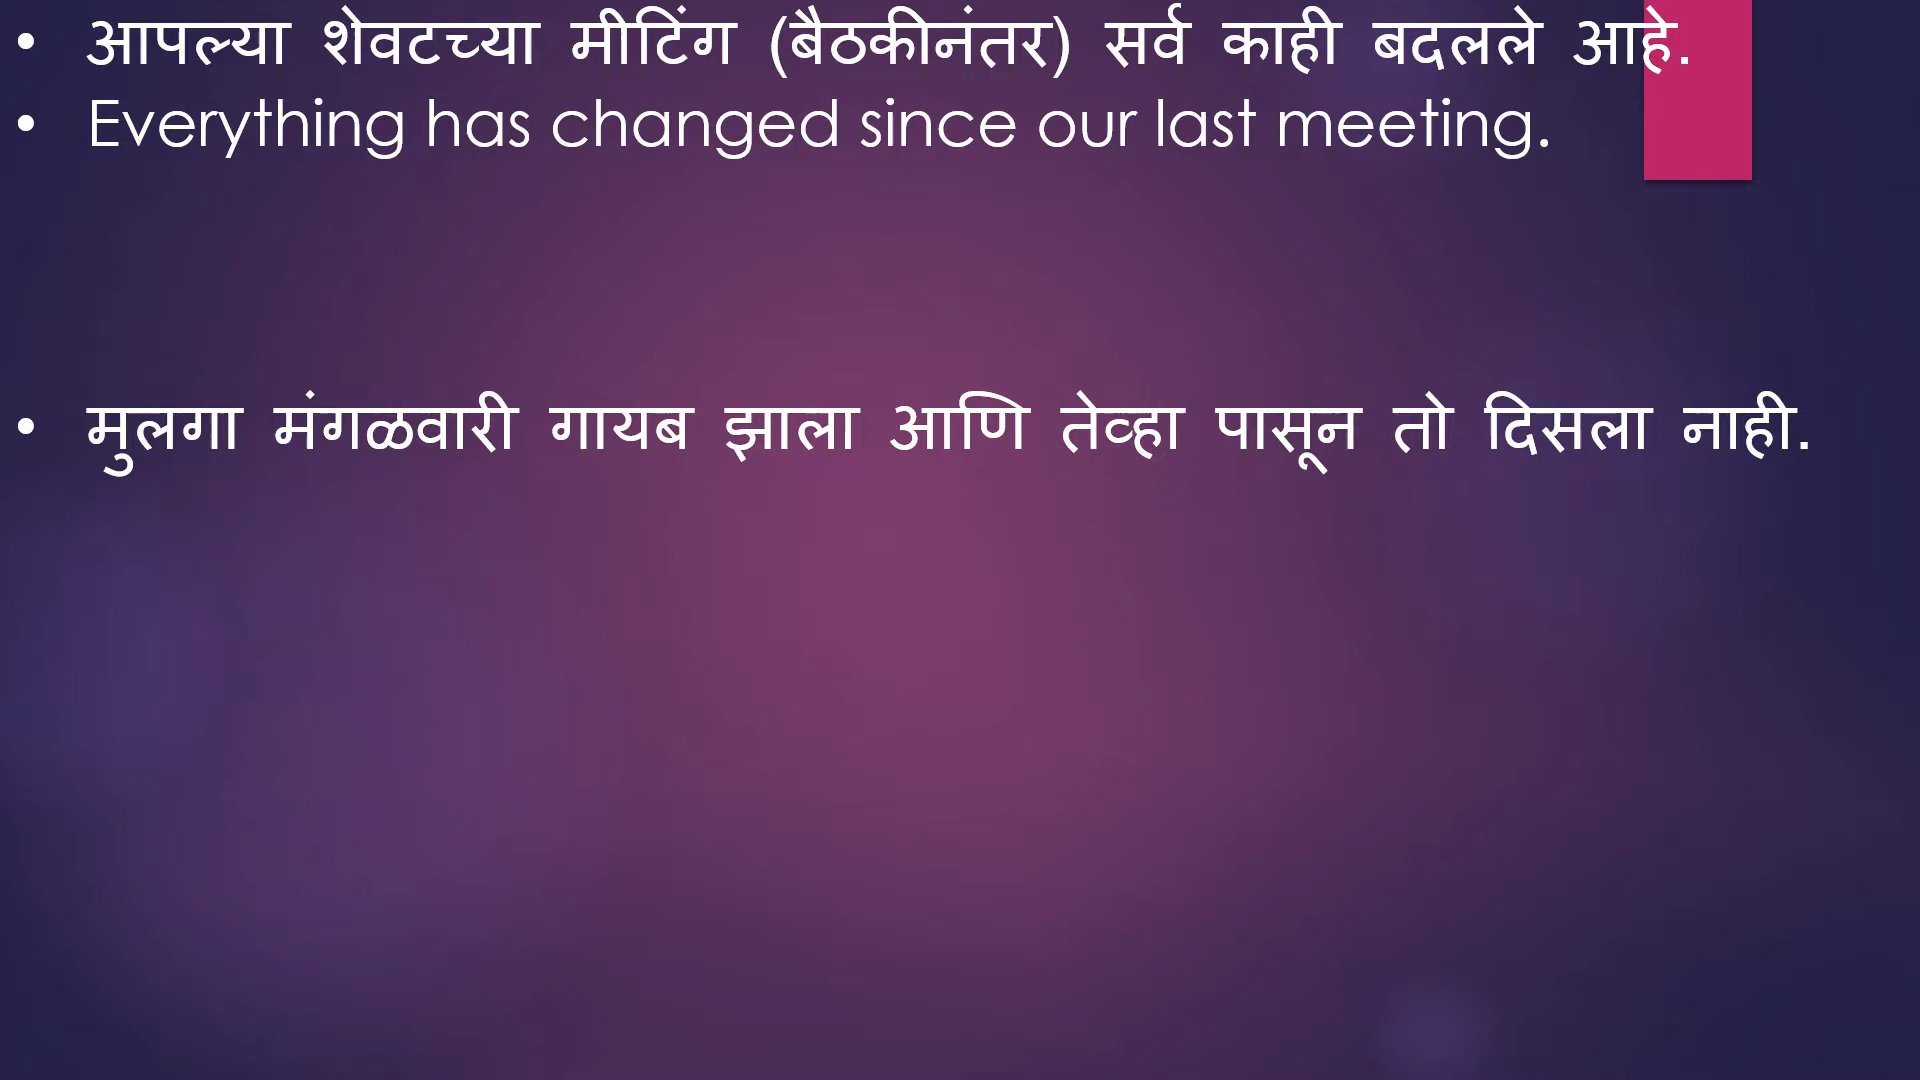 • आपल्या शेवटच्या मीटिंग (बैठकीनंतर) सर्व काही बदलले आहे.
• Everything has changed since our last meeting.
• मुलगा मंगळवारी गायब झाला आणि तेव्हा पासून तो दिसला नाही.